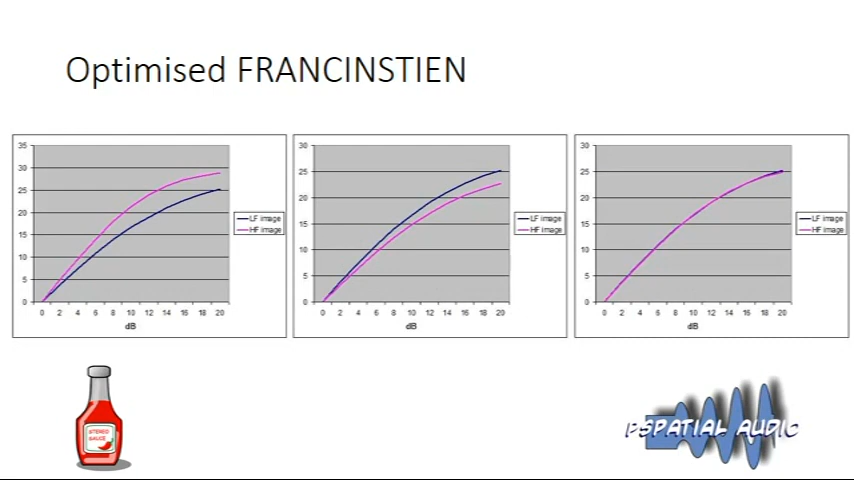 Optimised FRANCINSTIEN
35
30
25
20
15
10
5
0
0 2 4 6 8 10 12 14 16 18 20
dB
LF image
HF image
30
25
20
15
10
5
0
0 2 4 6 8 10 12 14 16 18 20
dB
LF image
HF image
30
25
20
15
10
5
0
0 2 4 6 8 10 12 14 16 18 20
dB
LF image
HF image
STEREO
SAUCE
PSPATIAL AUDIO